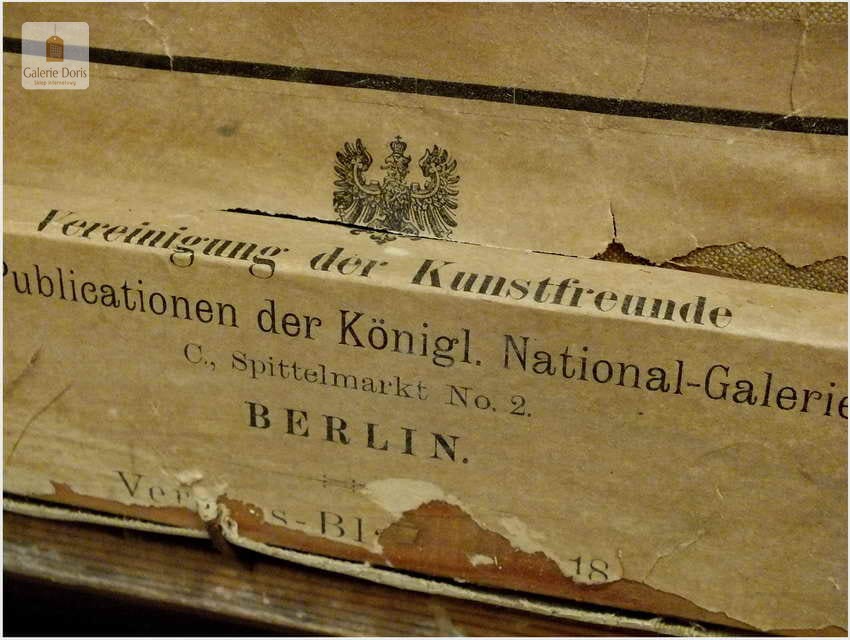 Galerie Doris
Vereinigung der Kunstfreunde
Publicationen der Königl. National-Galerie
C., Spittelmarkt No. 2.
BERLIN.
18